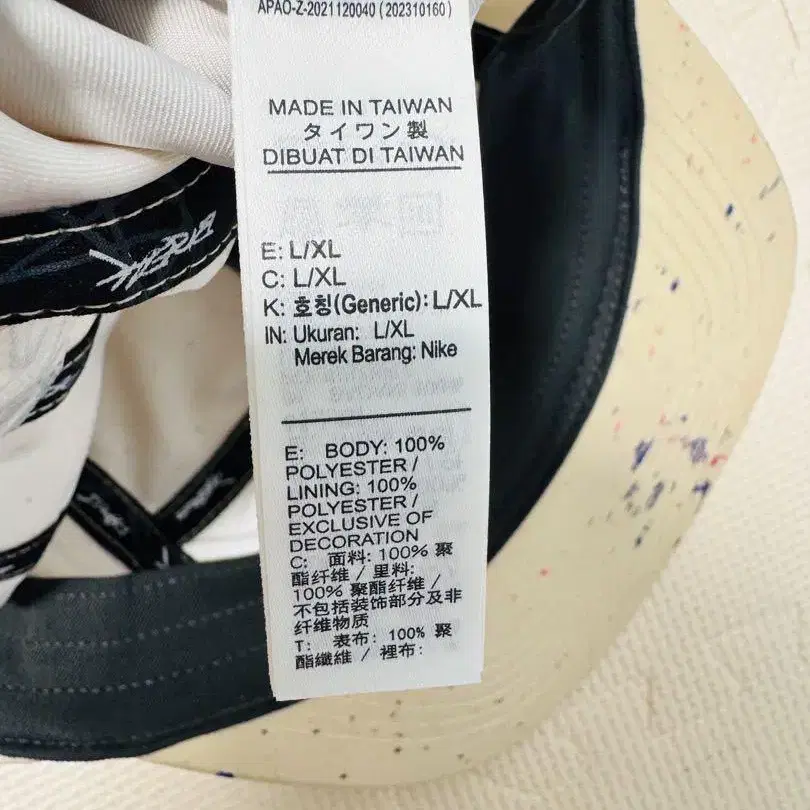 APAO-Z-2021120040 (202310160)
MADE IN TAIWAN
タイワン製
DIBUAT DI TAIWAN
E: L/XL
C: L/XL
K: 호칭(Generic): L/XL
IN: Ukuran: L/XL
Merek Barang: Nike
E: BODY: 100%
POLYESTER /
LINING: 100%
POLYESTER /
EXCLUSIVE OF
DECORATION
C: 面料: 100% 聚
酯纤维 / 里料:
100% 聚酯纤维 /
不包括装饰部分及非
纤维物质
T: 表布: 100% 聚
酯纖維 / 裡布: